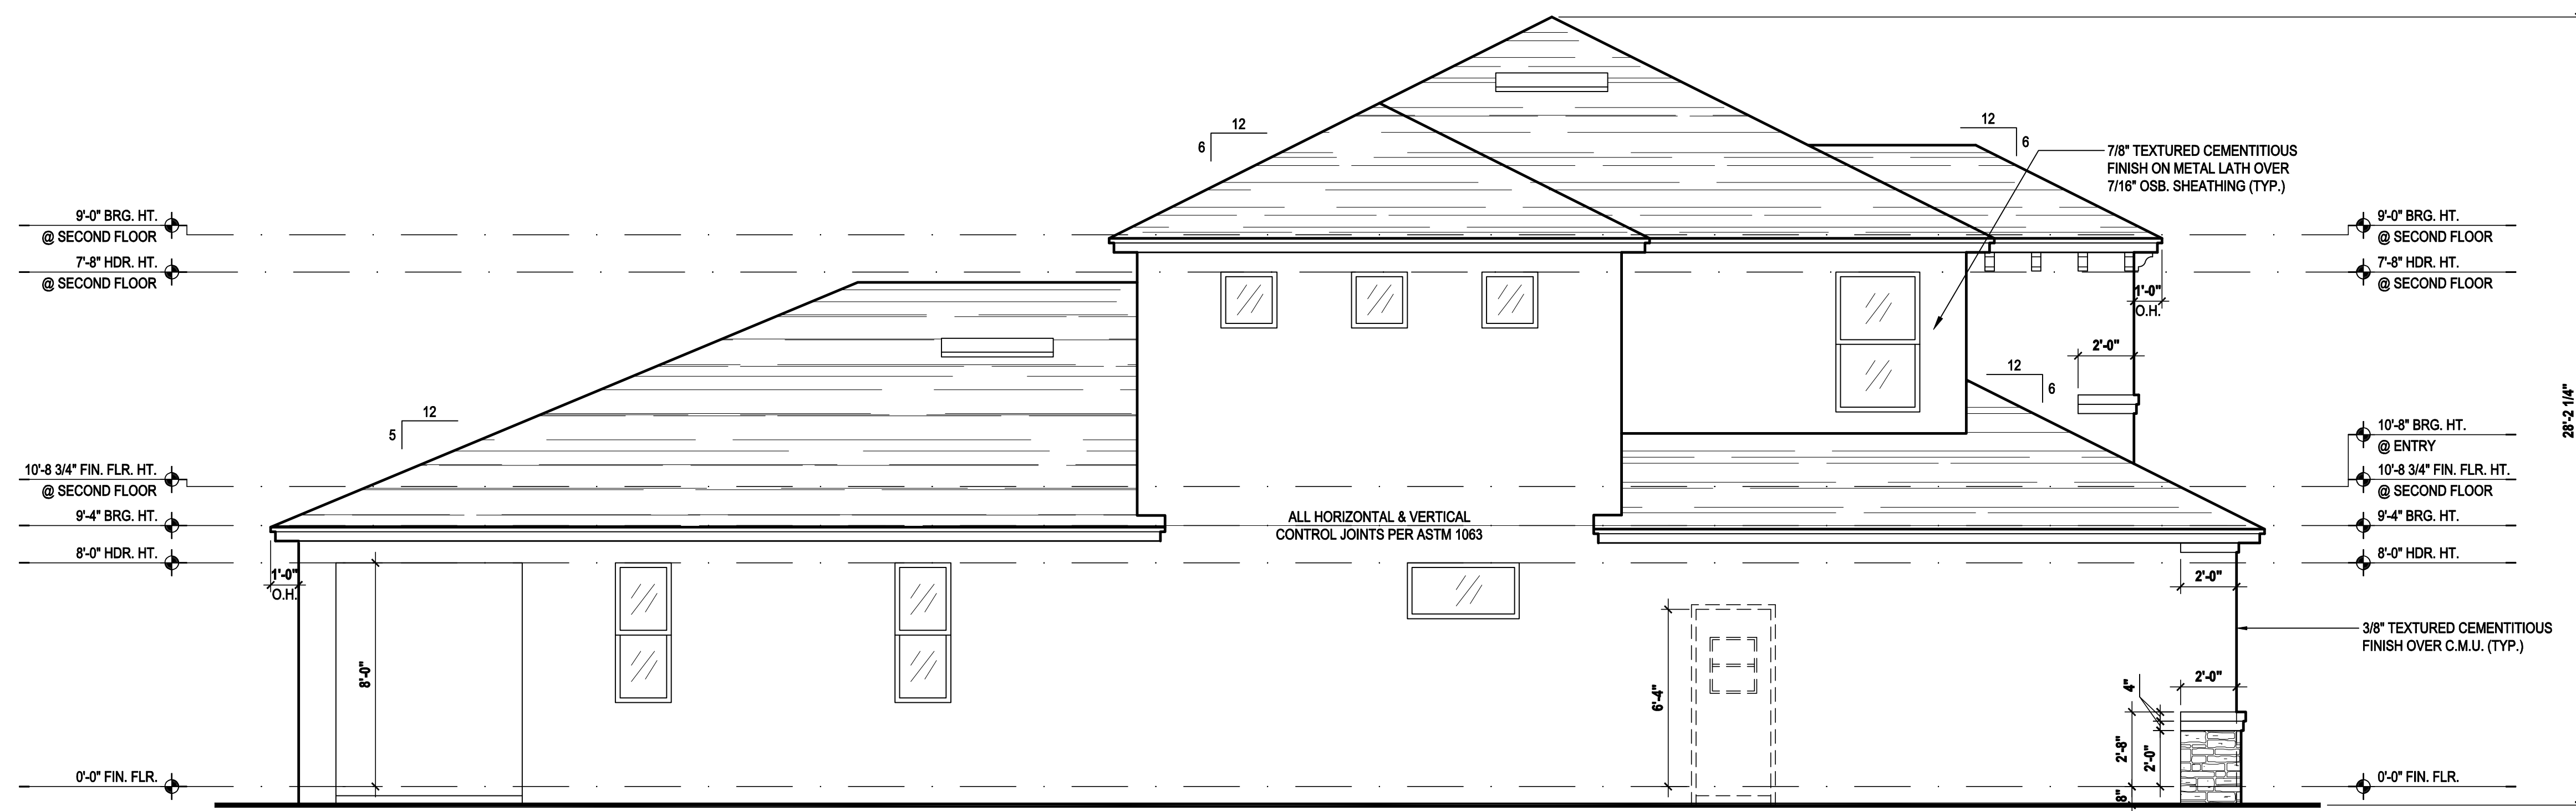 12
6
12
6
7/8" TEXTURED CEMENTITIOUS
FINISH ON METAL LATH OVER
7/16" OSB. SHEATHING (TYP.)
9'-0" BRG. HT.
@ SECOND FLOOR
7'-8" HDR. HT.
@ SECOND FLOOR
9'-0" BRG. HT.
@ SECOND FLOOR
7'-8" HDR. HT.
@ SECOND FLOOR
1'-0"
O.H.
2'-0"
12
6
12
5
28'-2 1/4"
10'-8" BRG. HT.
@ ENTRY
10'-8 3/4" FIN. FLR. HT.
@ SECOND FLOOR
10'-8 3/4" FIN. FLR. HT.
@ SECOND FLOOR
9'-4" BRG. HT.
8'-0" HDR. HT.
ALL HORIZONTAL & VERTICAL
CONTROL JOINTS PER ASTM 1063
9'-4" BRG. HT.
8'-0" HDR. HT.
1'-0"
O.H.
2'-0"
3/8" TEXTURED CEMENTITIOUS
FINISH OVER C.M.U. (TYP.)
8'-0"
6'-4"
2'-0"
4"
2'-8"
2'-0"
8"
0'-0" FIN. FLR.
0'-0" FIN. FLR.